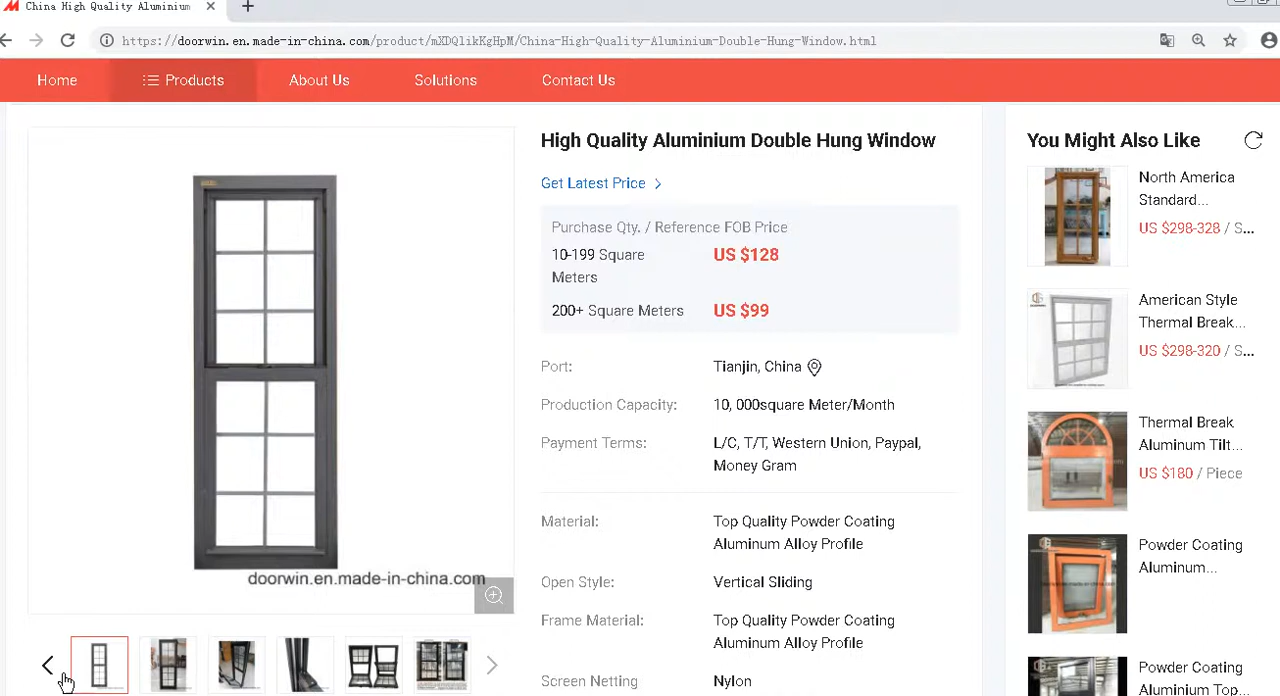 China High Quality Aluminium
https://doorwin.en.made-in-china.com/product/mXDQlikKgHpM/China-High-Quality-Aluminium-Double-Hung-Window.html
Home
Products
About Us
Solutions
Contact Us
High Quality Aluminium Double Hung Window
Get Latest Price
Purchase Qty. / Reference FOB Price
10-199 Square
Meters
US $128
200+ Square Meters
US $99
Port:
Tianjin, China
Production Capacity:
10, 000square Meter/Month
Payment Terms:
L/C, T/T, Western Union, Paypal,
Money Gram
Material:
Top Quality Powder Coating
Aluminum Alloy Profile
Open Style:
Vertical Sliding
Frame Material:
Top Quality Powder Coating
Aluminum Alloy Profile
Screen Netting
Nylon
doorwin.en.made-in-china.com
You Might Also Like
North America
Standard...
US $298-328 / S...
American Style
Thermal Break...
US $298-320 / S...
Thermal Break
Aluminum Tilt...
US $180 / Piece
Powder Coating
Aluminum...
Powder Coating
Aluminum Top...